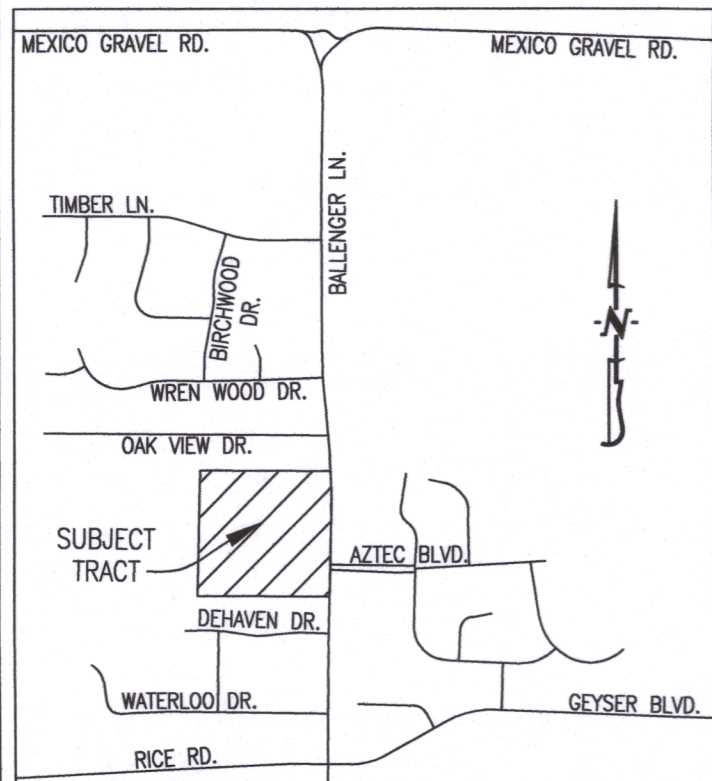 MEXICO GRAVEL RD.
MEXICO GRAVEL RD.
BALLENGER LN.
TIMBER LN.
BIRCHWOOD
DR.
N
WREN WOOD DR.
OAK VIEW DR.
SUBJECT
TRACT
AZTEC BLVD.
DEHAVEN DR.
WATERLOO DR.
GEYSER BLVD.
RICE RD.